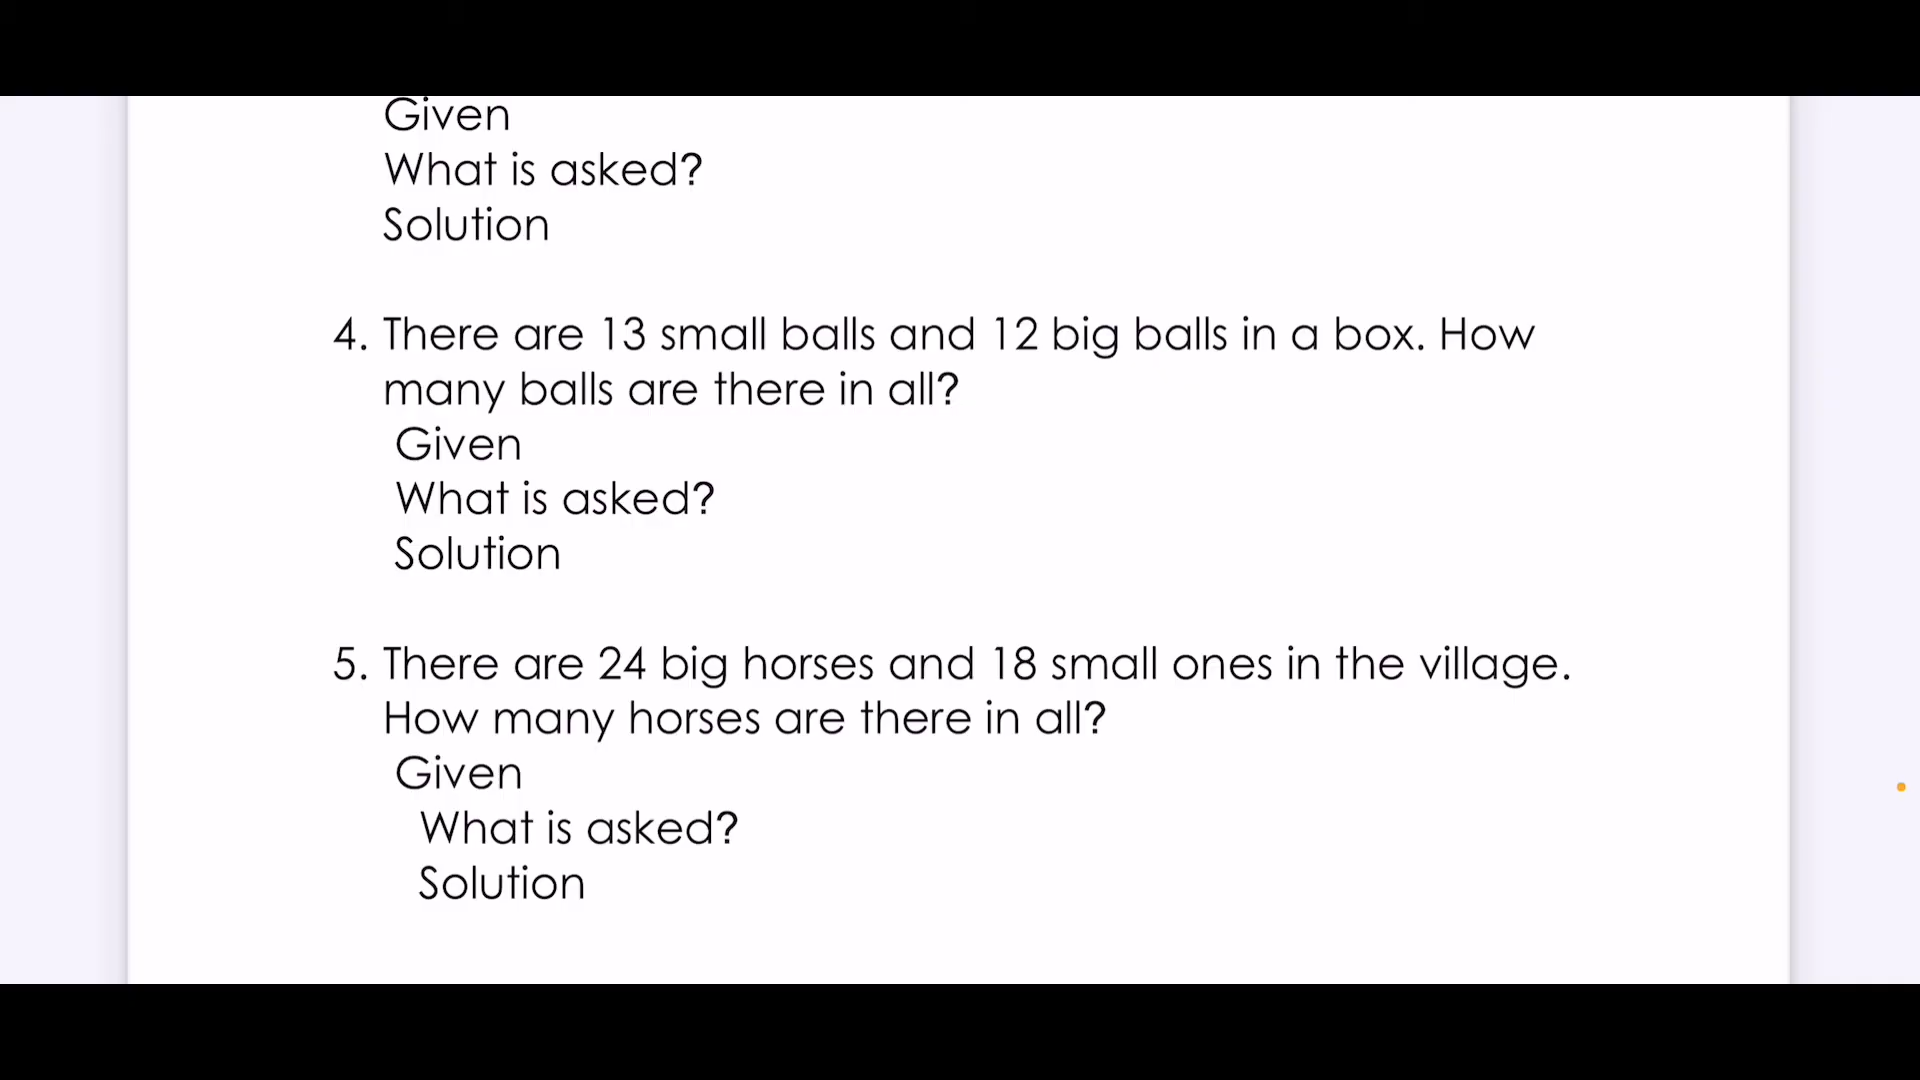 Given
What is asked?
Solution
4. There are 13 small balls and 12 big balls in a box. How
many balls are there in all?
Given
What is asked?
Solution
5. There are 24 big horses and 18 small ones in the village.
How many horses are there in all?
Given
What is asked?
Solution